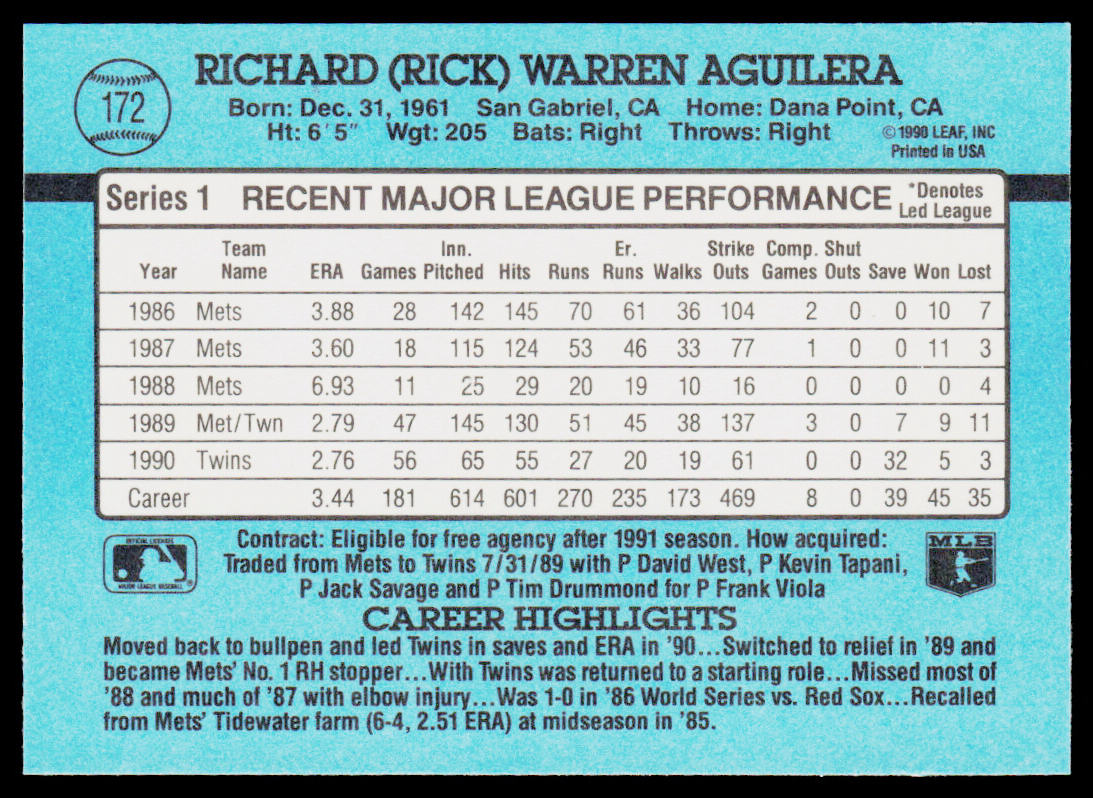 172
RICHARD (RICK) WARREN AGUILERA
Born: Dec. 31, 1961 San Gabriel, CA Home: Dana Point, CA
Ht: 6'5" Wgt: 205 Bats: Right Throws: Right
©1990 LEAF, INC
Printed in USA
Series 1 RECENT MAJOR LEAGUE PERFORMANCE
*Denotes
Led League
Team Inn. Er. Strike Comp. Shut
Year Name ERA Games Pitched Hits Runs Runs Walks Outs Games Outs Save Won Lost
1986 Mets 3.88 28 142 145 70 61 36 104 2 0 0 10 7
1987 Mets 3.60 18 115 124 53 46 33 77 1 0 0 11 3
1988 Mets 6.93 11 25 29 20 19 10 16 0 0 0 0 4
1989 Met/Twn 2.79 47 145 130 51 45 38 137 3 0 7 9 11
1990 Twins 2.76 56 65 55 27 20 19 61 0 0 32 5 3
Career 3.44 181 614 601 270 235 173 469 8 0 39 45 35
OFFICIAL LICENSEE
MAJOR LEAGUE BASEBALL
®
Contract: Eligible for free agency after 1991 season. How acquired:
Traded from Mets to Twins 7/31/89 with P David West, P Kevin Tapani,
P Jack Savage and P Tim Drummond for P Frank Viola
MLB
CAREER HIGHLIGHTS
Moved back to bullpen and led Twins in saves and ERA in '90...Switched to relief in '89 and
became Mets' No. 1 RH stopper...With Twins was returned to a starting role...Missed most of
'88 and much of '87 with elbow injury...Was 1-0 in '86 World Series vs. Red Sox...Recalled
from Mets' Tidewater farm (6-4, 2.51 ERA) at midseason in '85.